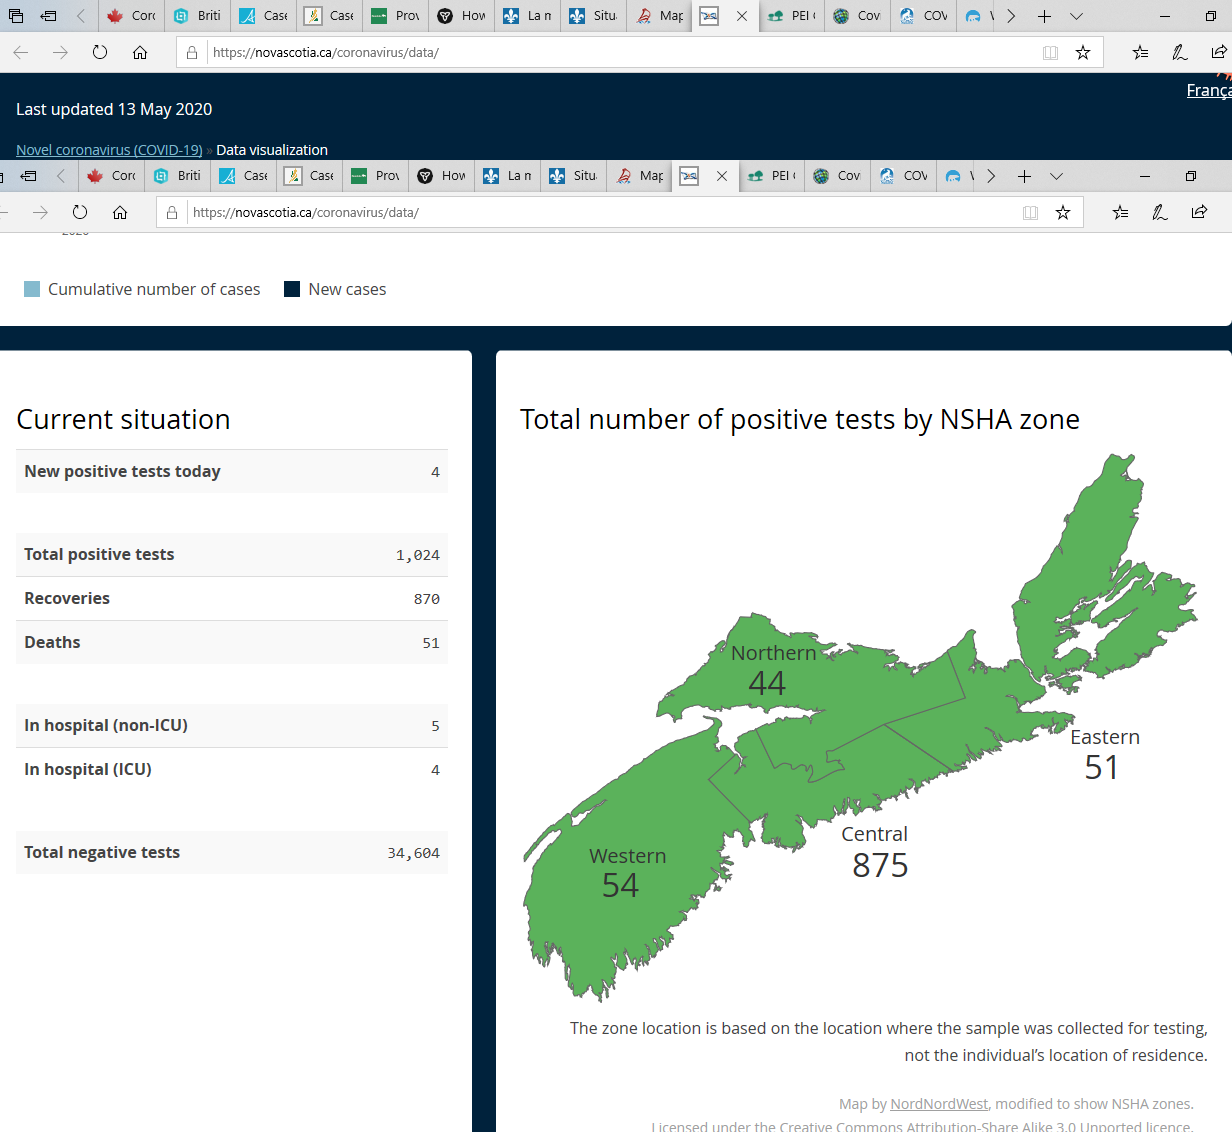 Corc
Briti
Case
Case
Prov
How
La n
Situ
Map
PEI (
Cov
COV
https://novascotia.ca/coronavirus/data/
Last updated 13 May 2020
França
Novel coronavirus (COVID-19) » Data visualization
Corc
Briti
Case
Case
Prov
How
La n
Situ
Map
PEI (
Cov
COV
https://novascotia.ca/coronavirus/data/
2020
Cumulative number of cases
New cases
Current situation
New positive tests today 4
Total positive tests 1,024
Recoveries 870
Deaths 51
In hospital (non-ICU) 5
In hospital (ICU) 4
Total negative tests 34,604
Total number of positive tests by NSHA zone
Northern
44
Eastern
51
Central
875
Western
54
The zone location is based on the location where the sample was collected for testing,
not the individual's location of residence.
Map by NordNordWest, modified to show NSHA zones.
Licensed under the Creative Commons Attribution-Share Alike 3.0 Unported licence.